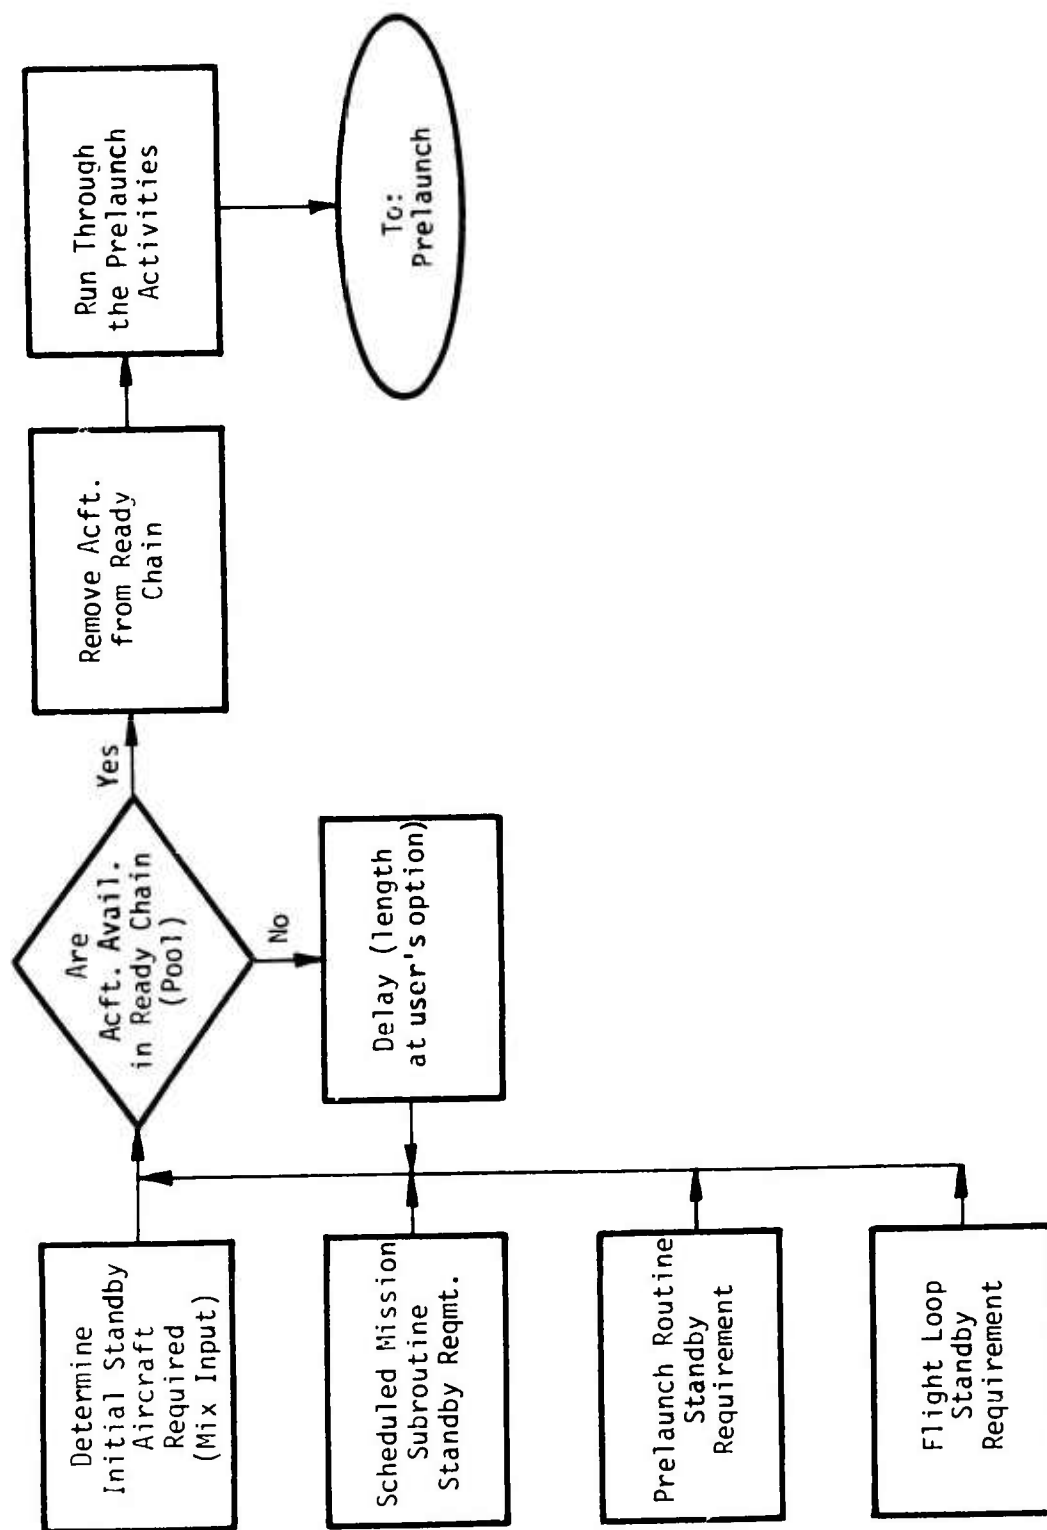 Determine
Initial Standby
Aircraft
Required
(Mix Input)
Scheduled Mission
Subroutine
Standby Reqmt.
Prelaunch Routine
Standby
Requirement
Flight Loop
Standby
Requirement
Are
Acft. Avail.
in Ready Chain
(Pool)
Yes
No
Delay (length
at user's option)
Remove Acft.
from Ready
Chain
Run Through
the Prelaunch
Activities
To:
Prelaunch